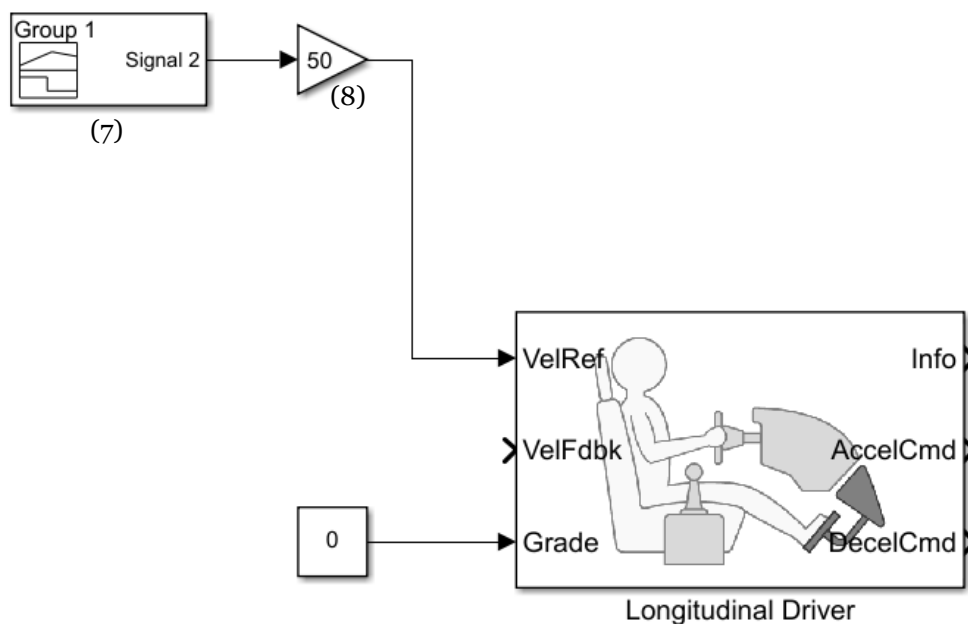 Group 1
Signal 2
50
(7)
(8)
VelRef
Info
VelFdbk
AccelCmd
0
Grade
DecelCmd
Longitudinal Driver